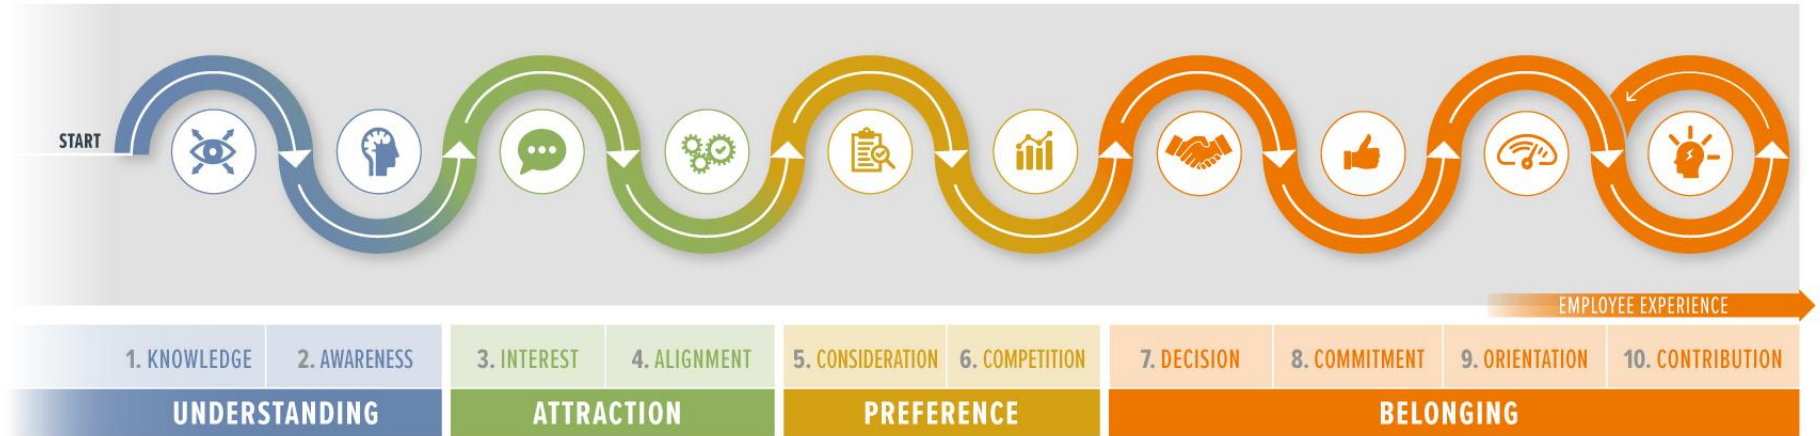 START
EMPLOYEE EXPERIENCE
1. KNOWLEDGE
2. AWARENESS
3. INTEREST
4. ALIGNMENT
5. CONSIDERATION
6. COMPETITION
7. DECISION
8. COMMITMENT
9. ORIENTATION
10. CONTRIBUTION
UNDERSTANDING
ATTRACTION
PREFERENCE
BELONGING